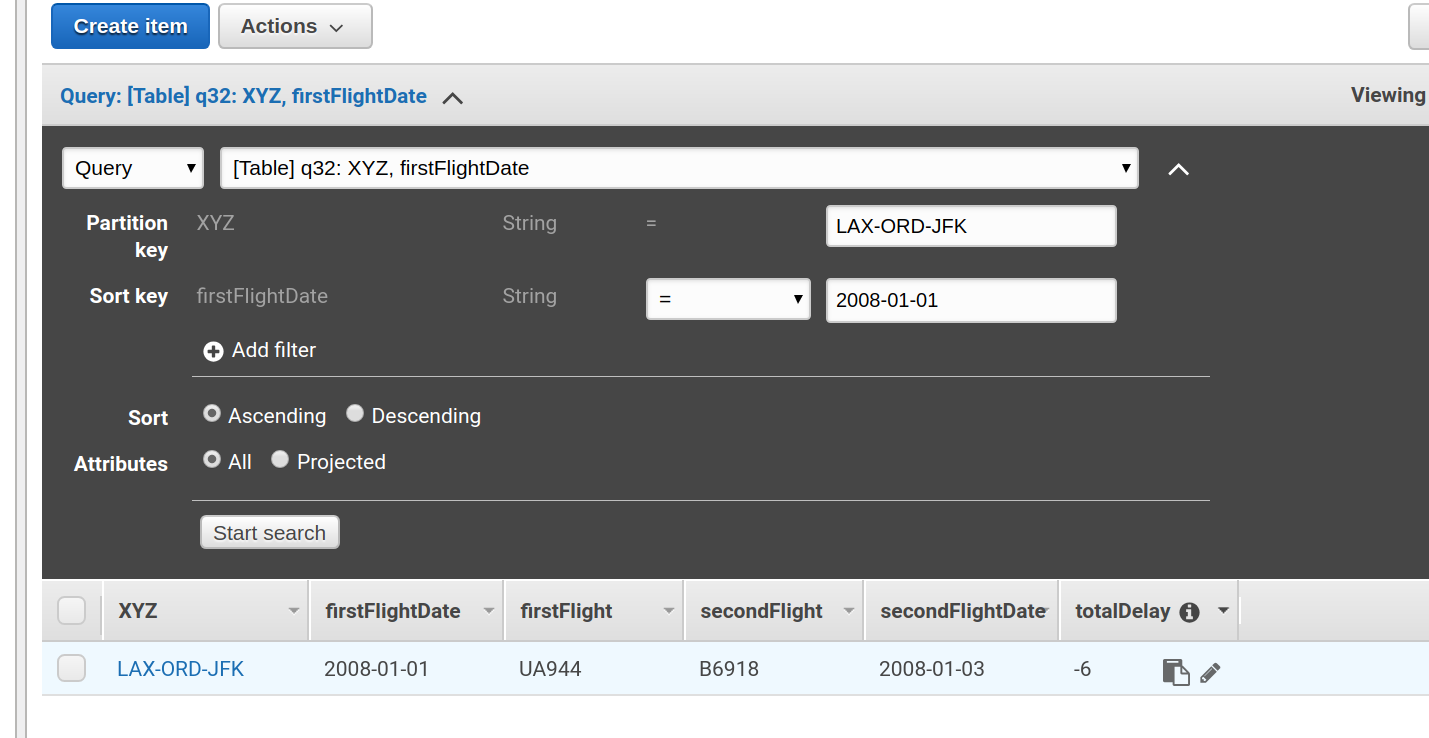 Create item Actions
Query: [Table] q32: XYZ, firstFlightDate Viewing
Query [Table] q32: XYZ, firstFlightDate
Partition key XYZ String = LAX-ORD-JFK
Sort key firstFlightDate String = 2008-01-01
Add filter
Sort Ascending Descending
Attributes All Projected
Start search
XYZ firstFlightDate firstFlight secondFlight secondFlightDate totalDelay
LAX-ORD-JFK 2008-01-01 UA944 B6918 2008-01-03 -6